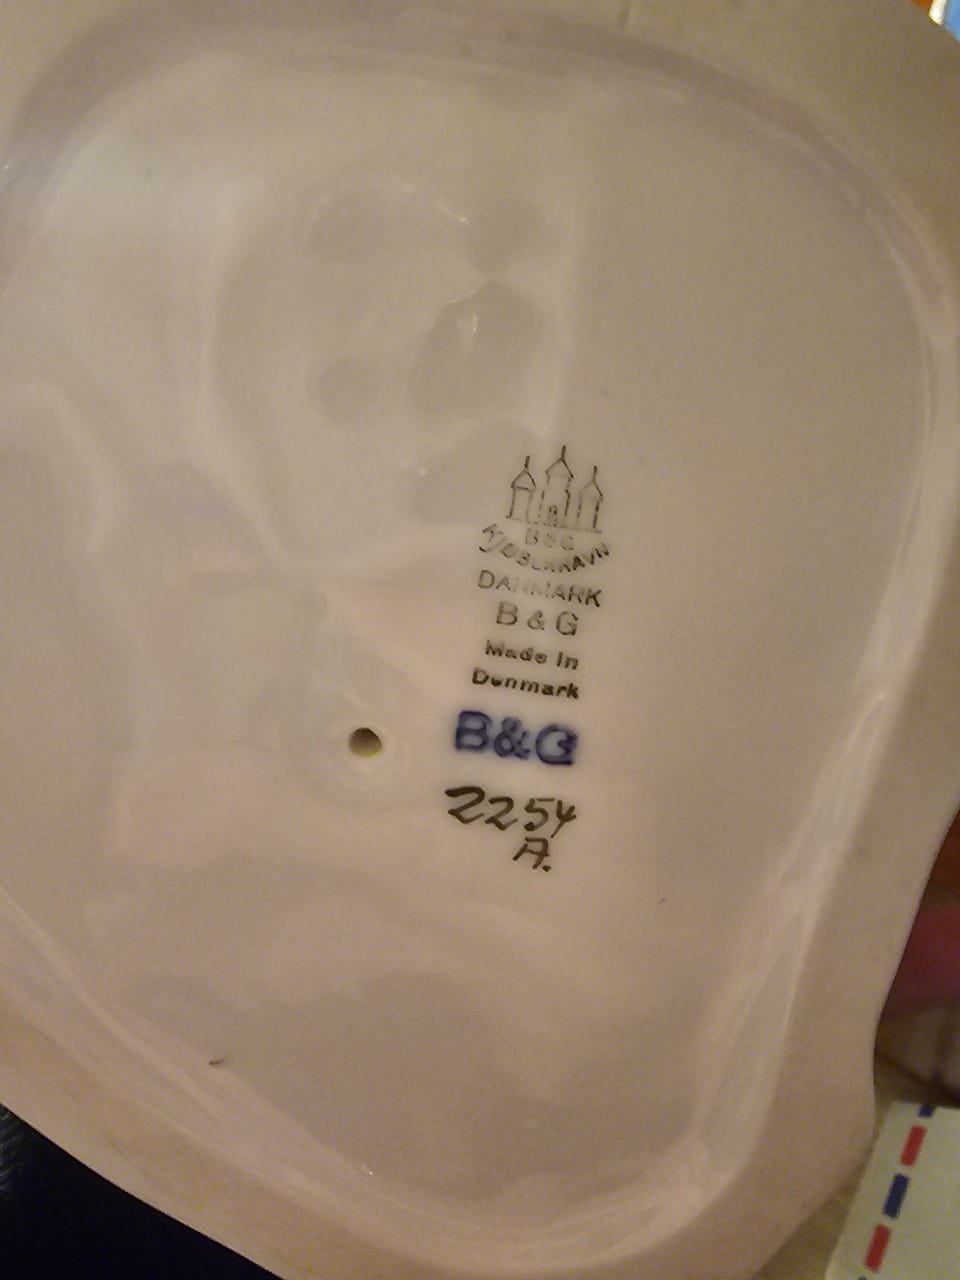 B&G
KJØBENHAVN
DANMARK
B & G
Made In
Denmark
B&G
2254
A.